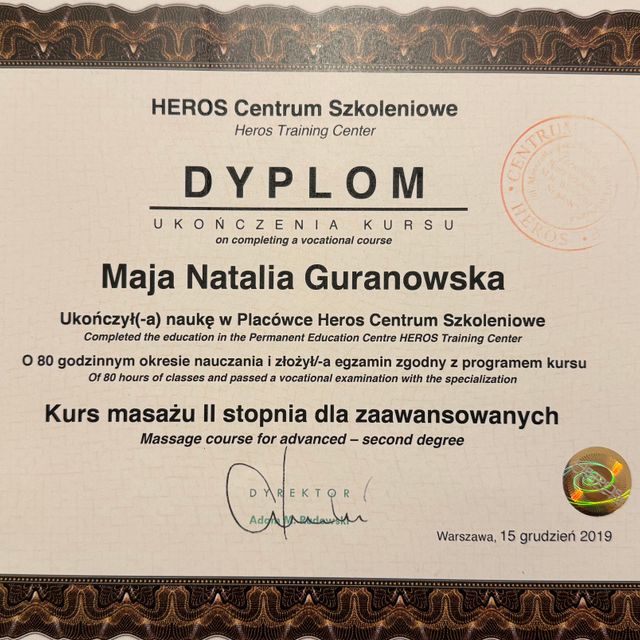 HEROS Centrum Szkoleniowe
Heros Training Center
DYPLOM
UKOŃCZENIA KURSU
on completing a vocational course
Maja Natalia Guranowska
Ukończył(-a) naukę w Placówce Heros Centrum Szkoleniowe
Completed the education in the Permanent Education Centre HEROS Training Center
O 80 godzinnym okresie nauczania i złożył/-a egzamin zgodny z programem kursu
Of 80 hours of classes and passed a vocational examination with the specialization
Kurs masażu II stopnia dla zaawansowanych
Massage course for advanced – second degree
DYREKTOR
Adam M.
Warszawa, 15 grudzień 2019
CENTRUM
HEROS